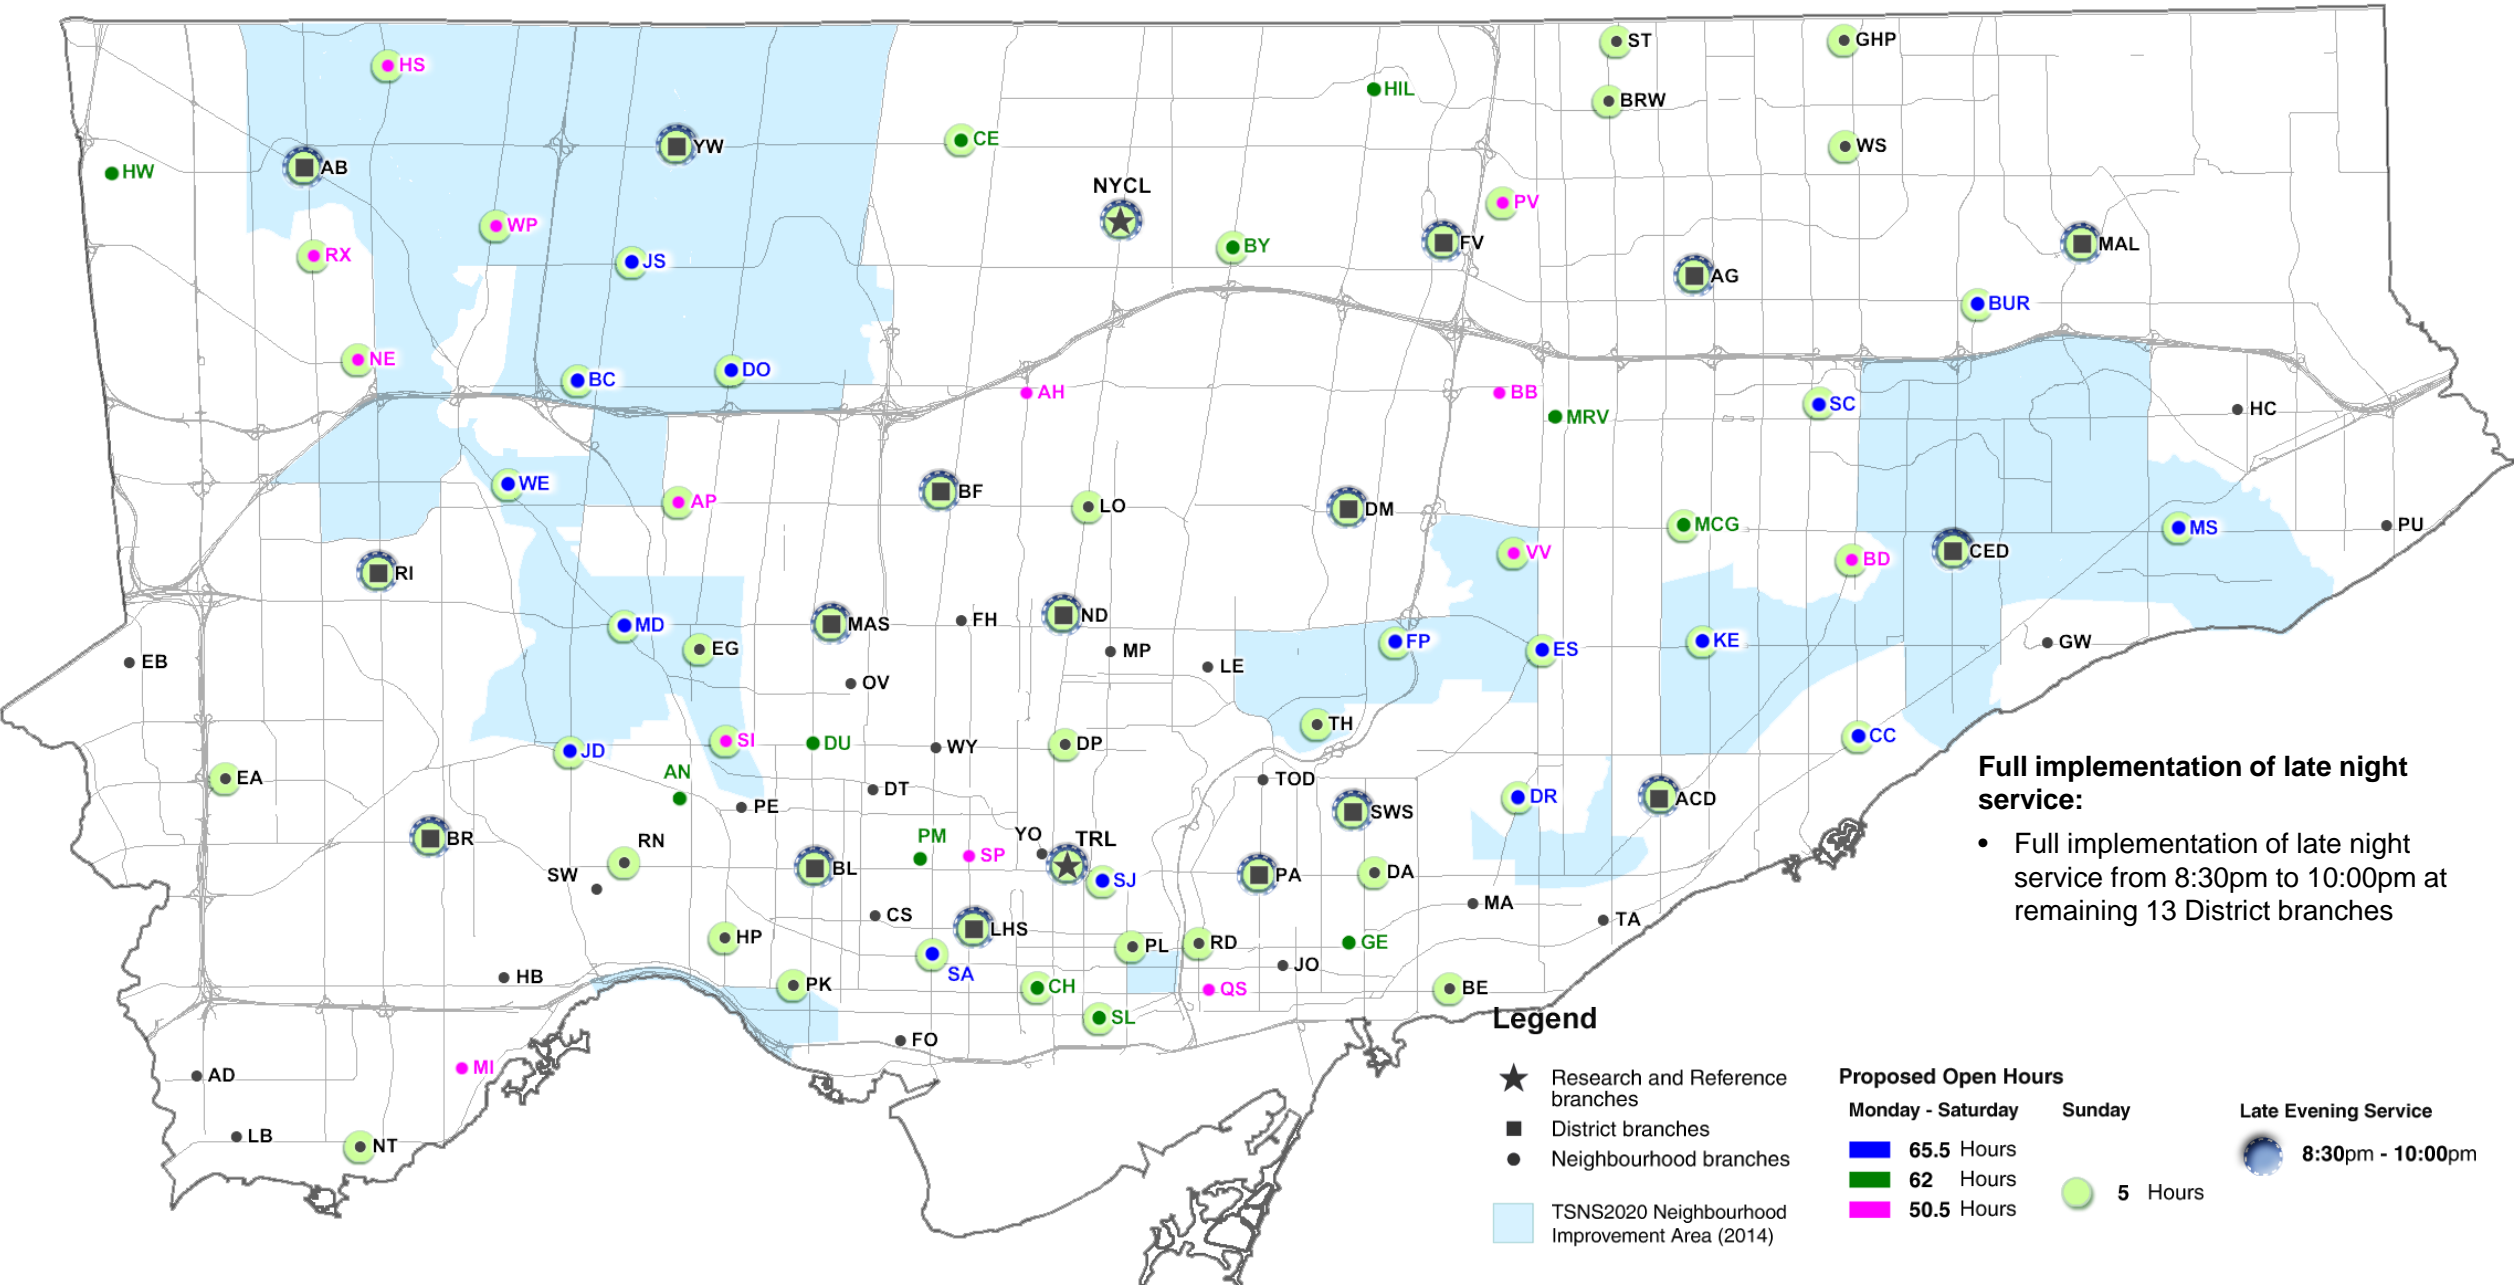 ST
GHP
HS
HIL
BRW
CE
YW
WS
AB
HW
NYCL
PV
WP
BY
FV
MAL
RX
JS
AG
BUR
NE
DO
BC
AH
BB
SC
HC
MRV
WE
BF
AP
LO
DM
MCG
PU
MS
VV
CED
BD
RI
ND
FH
MAS
MD
FP
KE
GW
EG
ES
MP
EB
LE
OV
TH
CC
SI
DU
WY
DP
JD
Full implementation of late night
service:
AN
EA
TOD
DT
DR
ACD
PE
SWS
PM
YO
TRL
BR
RN
Full implementation of late night
service from 8:30pm to 10:00pm at
remaining 13 District branches
SP
BL
SW
SJ
PA
DA
MA
CS
TA
LHS
HP
PL
RD
GE
SA
JO
HB
PK
CH
QS
BE
SL
Legend
FO
MI
AD
Research and Reference
branches
District branches
Neighbourhood branches
TSNS2020 Neighbourhood
Improvement Area (2014)
Proposed Open Hours
Monday - Saturday
65.5 Hours
62 Hours
50.5 Hours
Sunday
5 Hours
Late Evening Service
8:30pm - 10:00pm
LB
NT